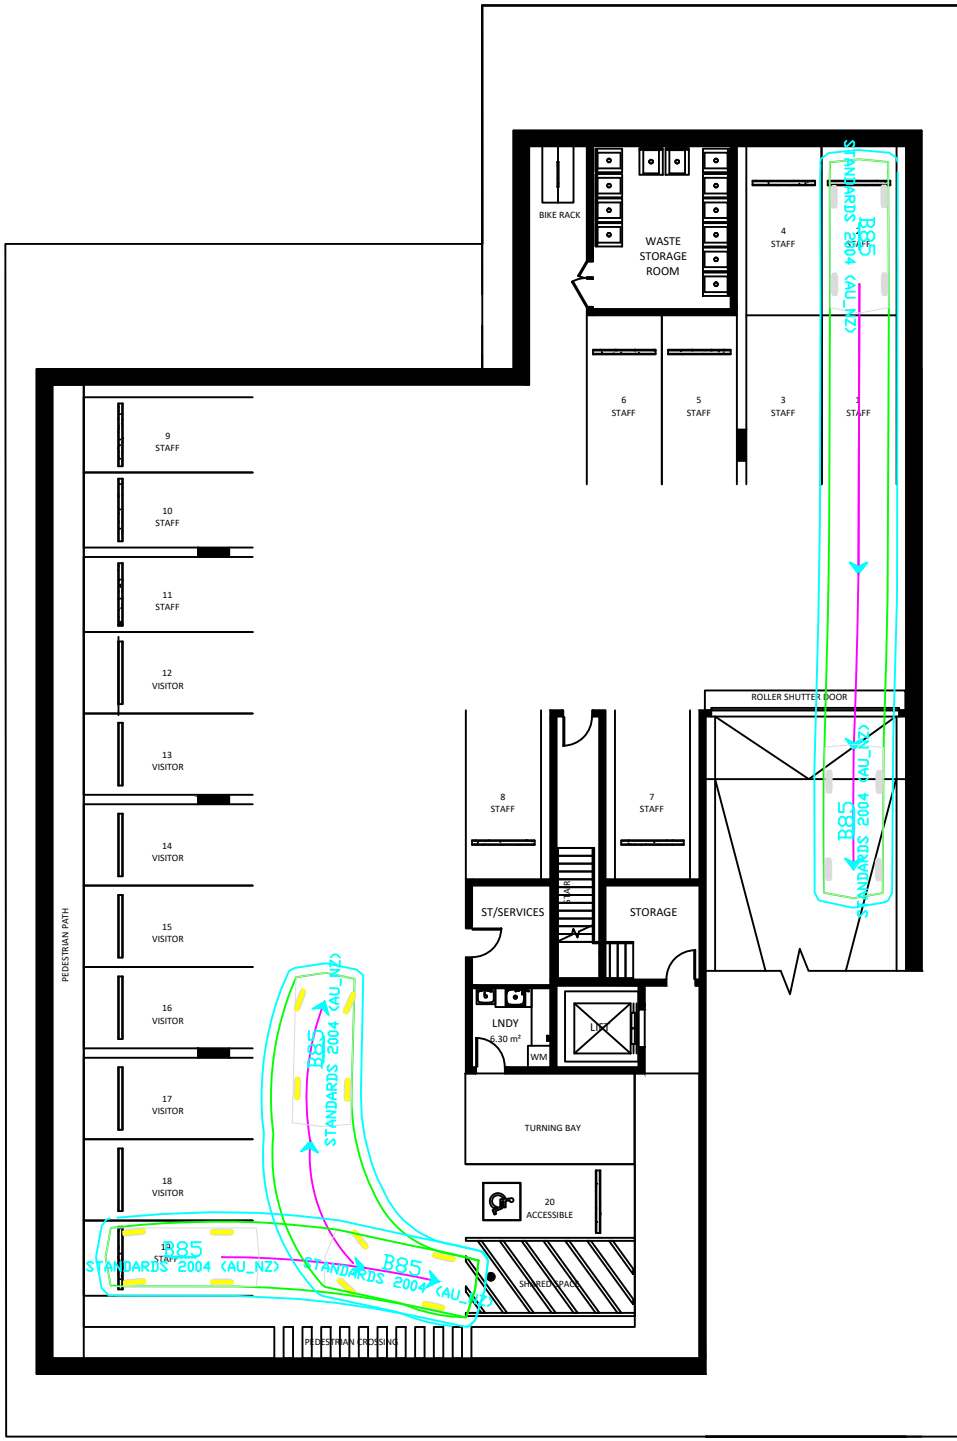 STANDARDS 2004 (AU_NZ)
B85
BIKE RACK
WASTE
STORAGE
ROOM
4
STAFF
STAFF
6
STAFF
5
STAFF
3
STAFF
1
STAFF
9
STAFF
10
STAFF
11
STAFF
12
VISITOR
13
VISITOR
14
VISITOR
15
VISITOR
16
VISITOR
17
VISITOR
18
VISITOR
19
STAFF
PEDESTRIAN PATH
ROLLER SHUTTER DOOR
8
STAFF
7
STAFF
STAIR
B85
STANDARDS 2004 (AU_NZ)
ST/SERVICES
STORAGE
LNDY
6.30 m²
WM
LIFT
B85
STANDARDS 2004 (AU_NZ)
TURNING BAY
20
ACCESSIBLE
SHARED SPACE
B85
STANDARDS 2004 (AU_NZ)
B85
STANDARDS 2004 (AU_NZ)
PEDESTRIAN CROSSING